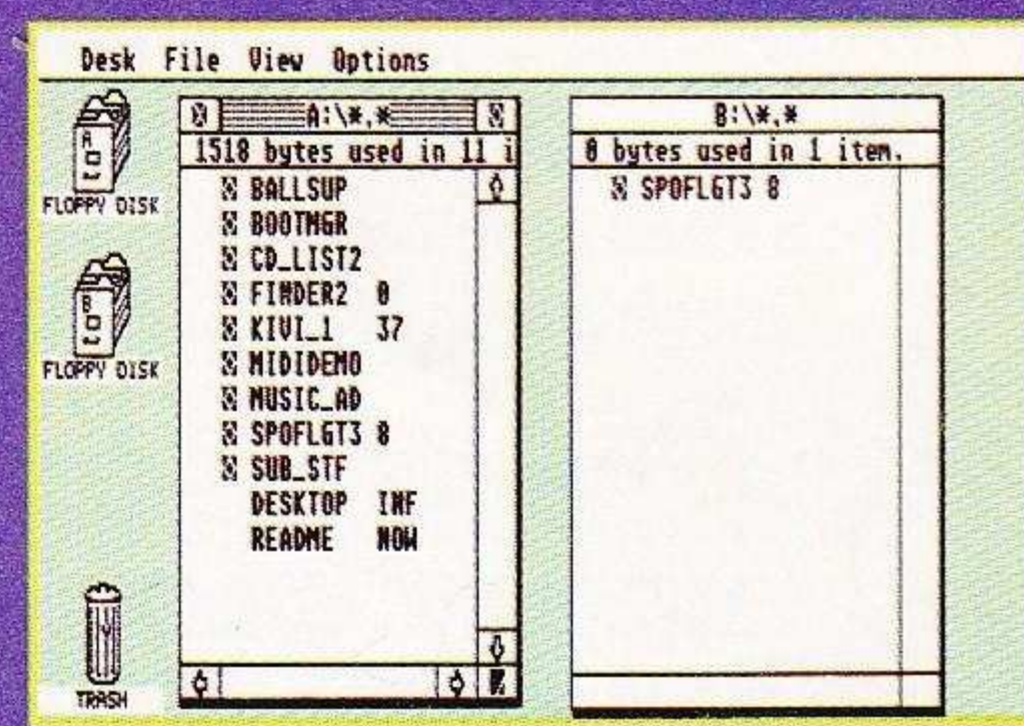 Desk File View Options
A:\*.*
1518 bytes used in 11 i
BALLSUP
BOOTMGR
CD_LIST2
FINDER2 0
KIVI_1 37
MIDIDEMO
MUSIC_AD
SPOFLGT3 8
SUB_STF
DESKTOP INF
README NOW
B:\*.*
0 bytes used in 1 item.
SPOFLGT3 8
A
FLOPPY DISK
B
FLOPPY DISK
TRASH